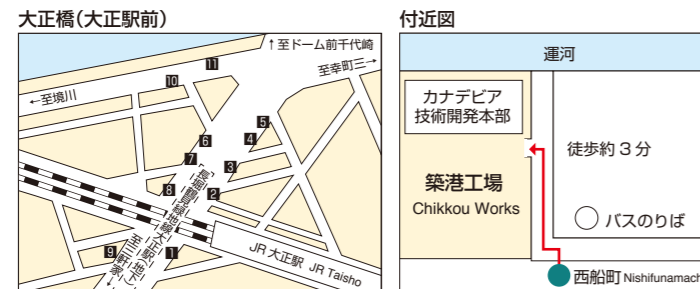 大正橋(大正駅前)
↑至ドーム前千代崎
至幸町三→
←至境川
11
10
5
6
4
7
3
8
2
9
1
長堀鶴見緑地線大正駅(地下)
至三軒家→
JR 大正駅 JR Taisho
付近図
運河
カナデビア
技術開発本部
徒歩約 3 分
築港工場
Chikkou Works
バスのりば
西船町 Nishifunamach